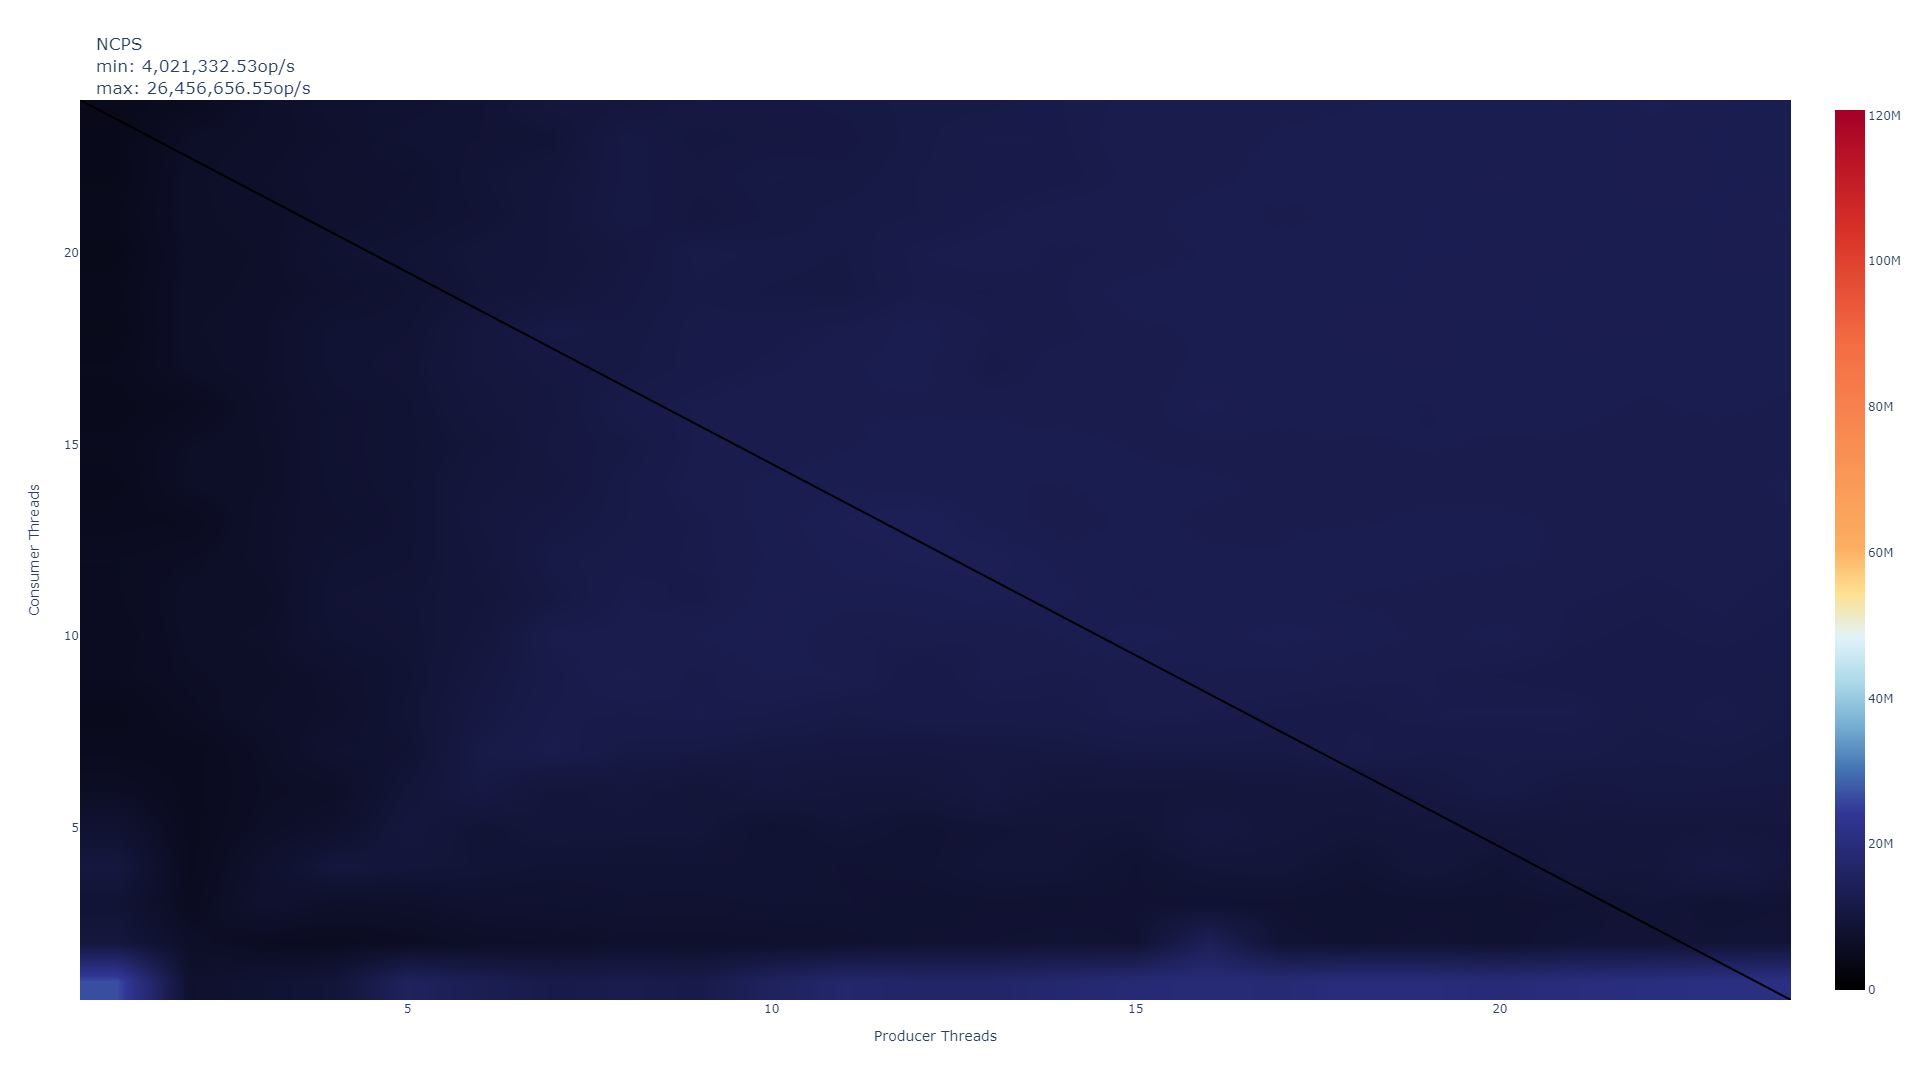 NCPS
min: 4,021,332.53op/s
max: 26,456,656.55op/s
120M
100M
80M
60M
40M
20M
0
20
15
10
5
Consumer Threads
5
10
15
20
Producer Threads